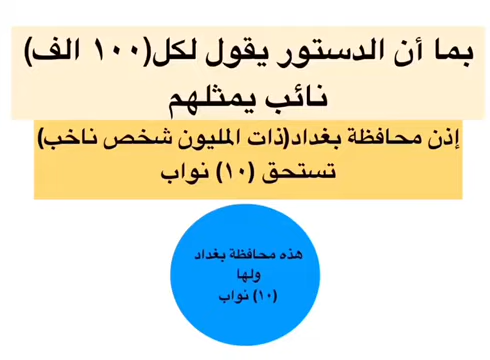 بما أن الدستور يقول لكل(١٠٠ الف)
نائب يمثلهم
إذن محافظة بغداد(ذات المليون شخص ناخب)
تستحق (١٠) نواب
هذه محافظة بغداد
ولها
(١٠) نواب